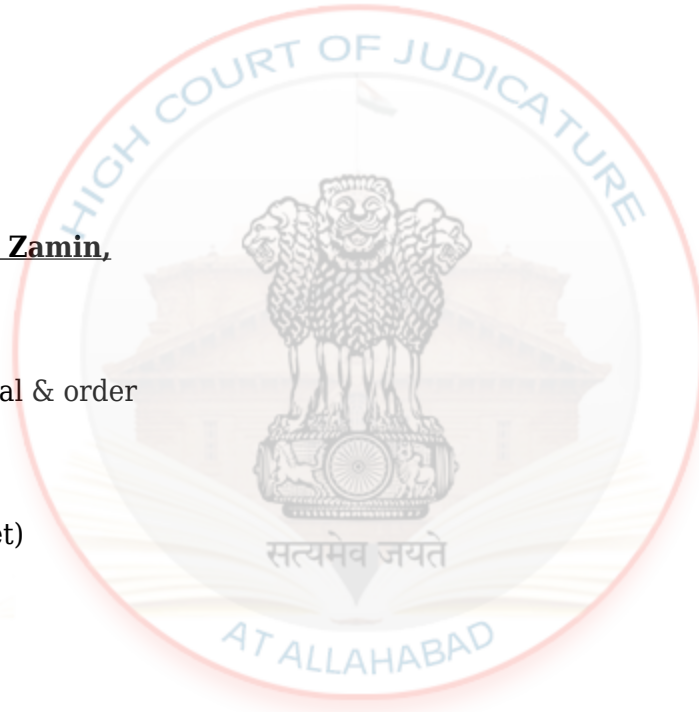 HIGH COURT OF JUDICATURE
Zamin,
al & order
et)
सत्यमेव जयते
AT ALLAHABAD